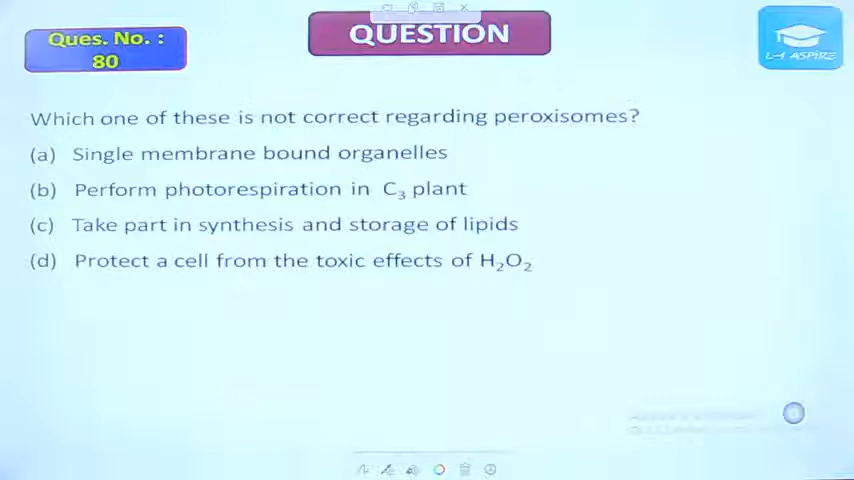 Ques. No. :
80
QUESTION
L-1 ASPIRE
Which one of these is not correct regarding peroxisomes?
(a) Single membrane bound organelles
(b) Perform photorespiration in C₃ plant
(c) Take part in synthesis and storage of lipids
(d) Protect a cell from the toxic effects of H₂O₂